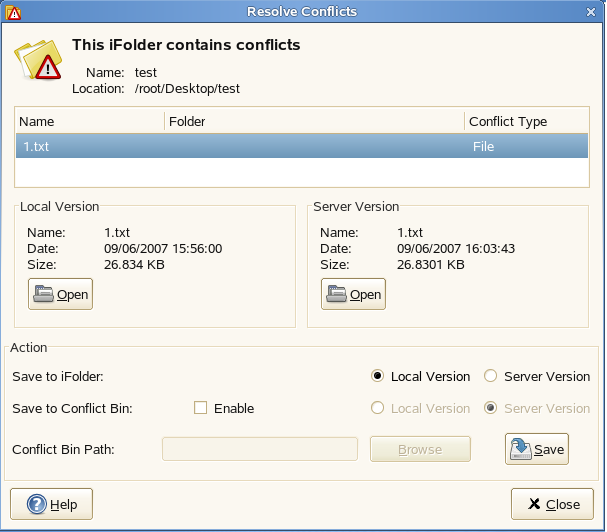 Resolve Conflicts
This iFolder contains conflicts
Name: test
Location: /root/Desktop/test
Name Folder Conflict Type
1.txt File
Local Version
Name: 1.txt
Date: 09/06/2007 15:56:00
Size: 26.834 KB
Open
Server Version
Name: 1.txt
Date: 09/06/2007 16:03:43
Size: 26.8301 KB
Open
Action
Save to iFolder: Local Version Server Version
Save to Conflict Bin: Enable Local Version Server Version
Conflict Bin Path: Browse Save
Help Close